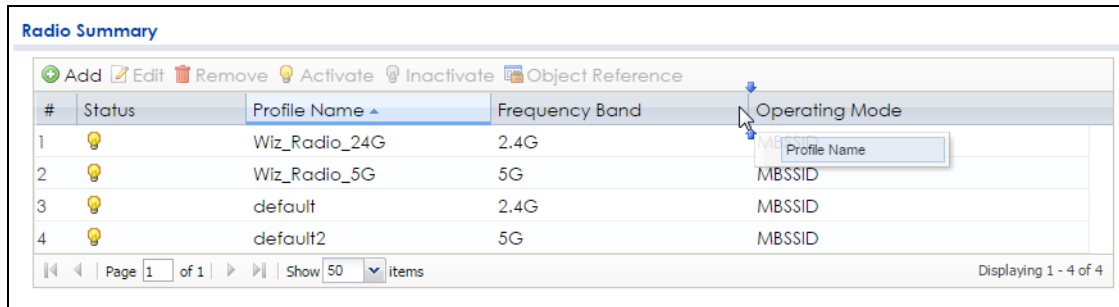 Radio Summary
Add Edit Remove Activate Inactivate Object Reference
# Status Profile Name Frequency Band Operating Mode
1 Wiz_Radio_24G 2.4G MBSSID
Profile Name
2 Wiz_Radio_5G 5G MBSSID
3 default 2.4G MBSSID
4 default2 5G MBSSID
Page 1 of 1 Show 50 items Displaying 1 - 4 of 4